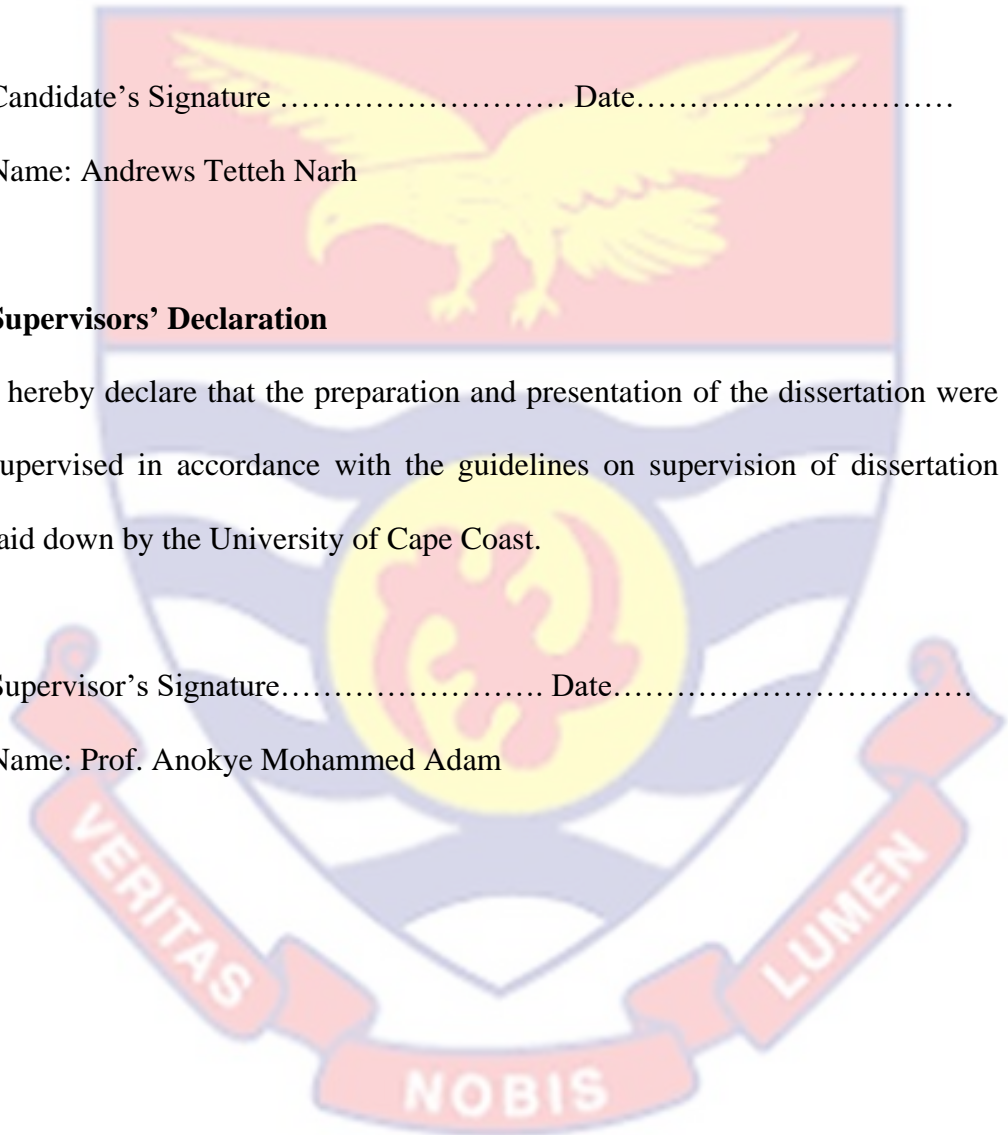 Candidate’s Signature ………………………. Date…………………………
Name: Andrews Tetteh Narh
Supervisors’ Declaration
hereby declare that the preparation and presentation of the dissertation were
supervised in accordance with the guidelines on supervision of dissertation
laid down by the University of Cape Coast.
Supervisor’s Signature……………………. Date…………………………….
Name: Prof. Anokye Mohammed Adam
VERITAS
NOBIS
LUMEN